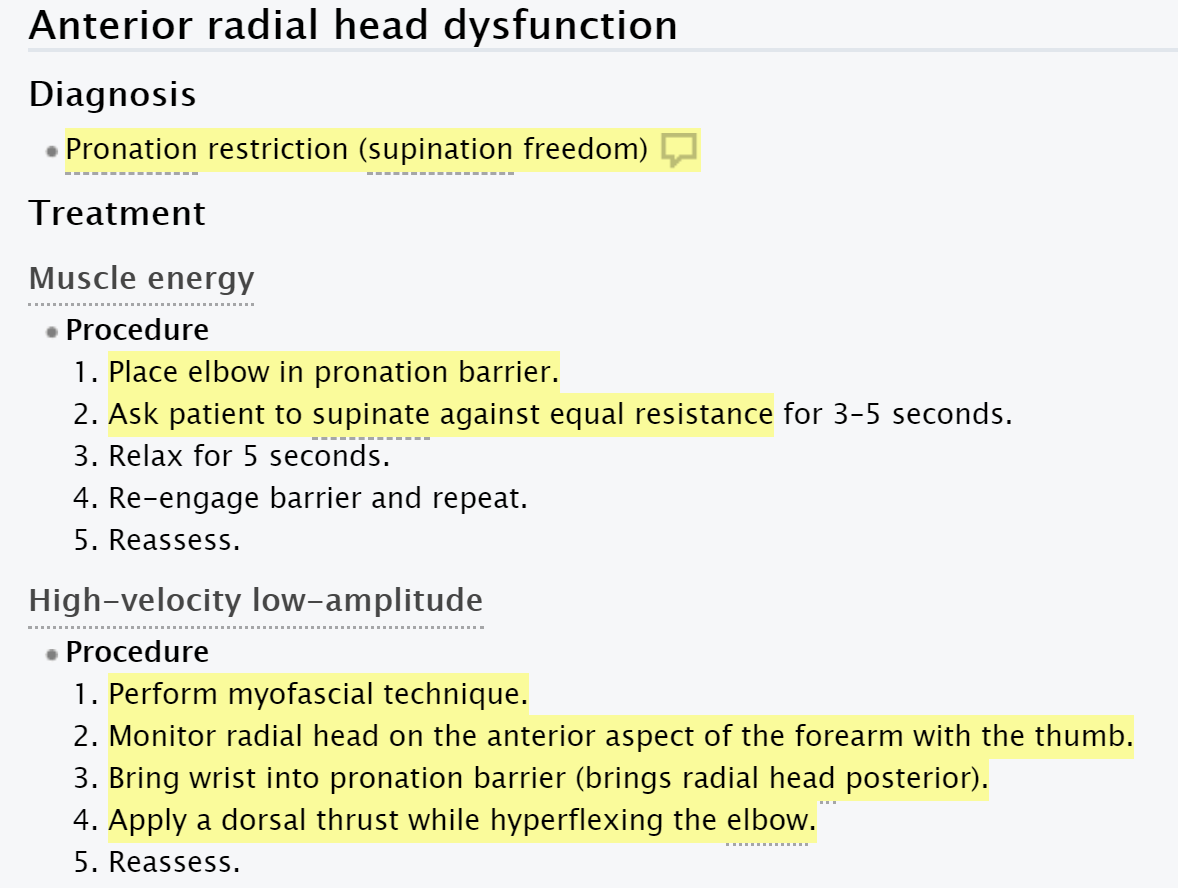 Anterior radial head dysfunction
Diagnosis
Pronation restriction (supination freedom)
Treatment
Muscle energy
Procedure
1. Place elbow in pronation barrier.
2. Ask patient to supinate against equal resistance for 3-5 seconds.
3. Relax for 5 seconds.
4. Re-engage barrier and repeat.
5. Reassess.
High-velocity low-amplitude
Procedure
1. Perform myofascial technique.
2. Monitor radial head on the anterior aspect of the forearm with the thumb.
3. Bring wrist into pronation barrier (brings radial head posterior).
4. Apply a dorsal thrust while hyperflexing the elbow.
5. Reassess.